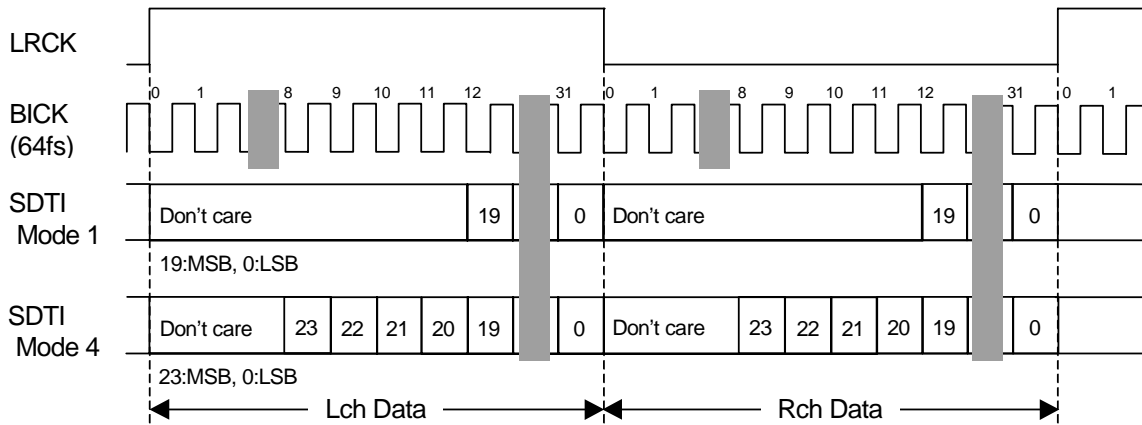 LRCK
BICK
(64fs)
0 1 8 9 10 11 12 31 0 1 8 9 10 11 12 31 0 1
SDTI
Mode 1
Don't care 19 0 Don't care 19 0
19:MSB, 0:LSB
SDTI
Mode 4
Don't care 23 22 21 20 19 0 Don't care 23 22 21 20 19 0
23:MSB, 0:LSB
Lch Data Rch Data